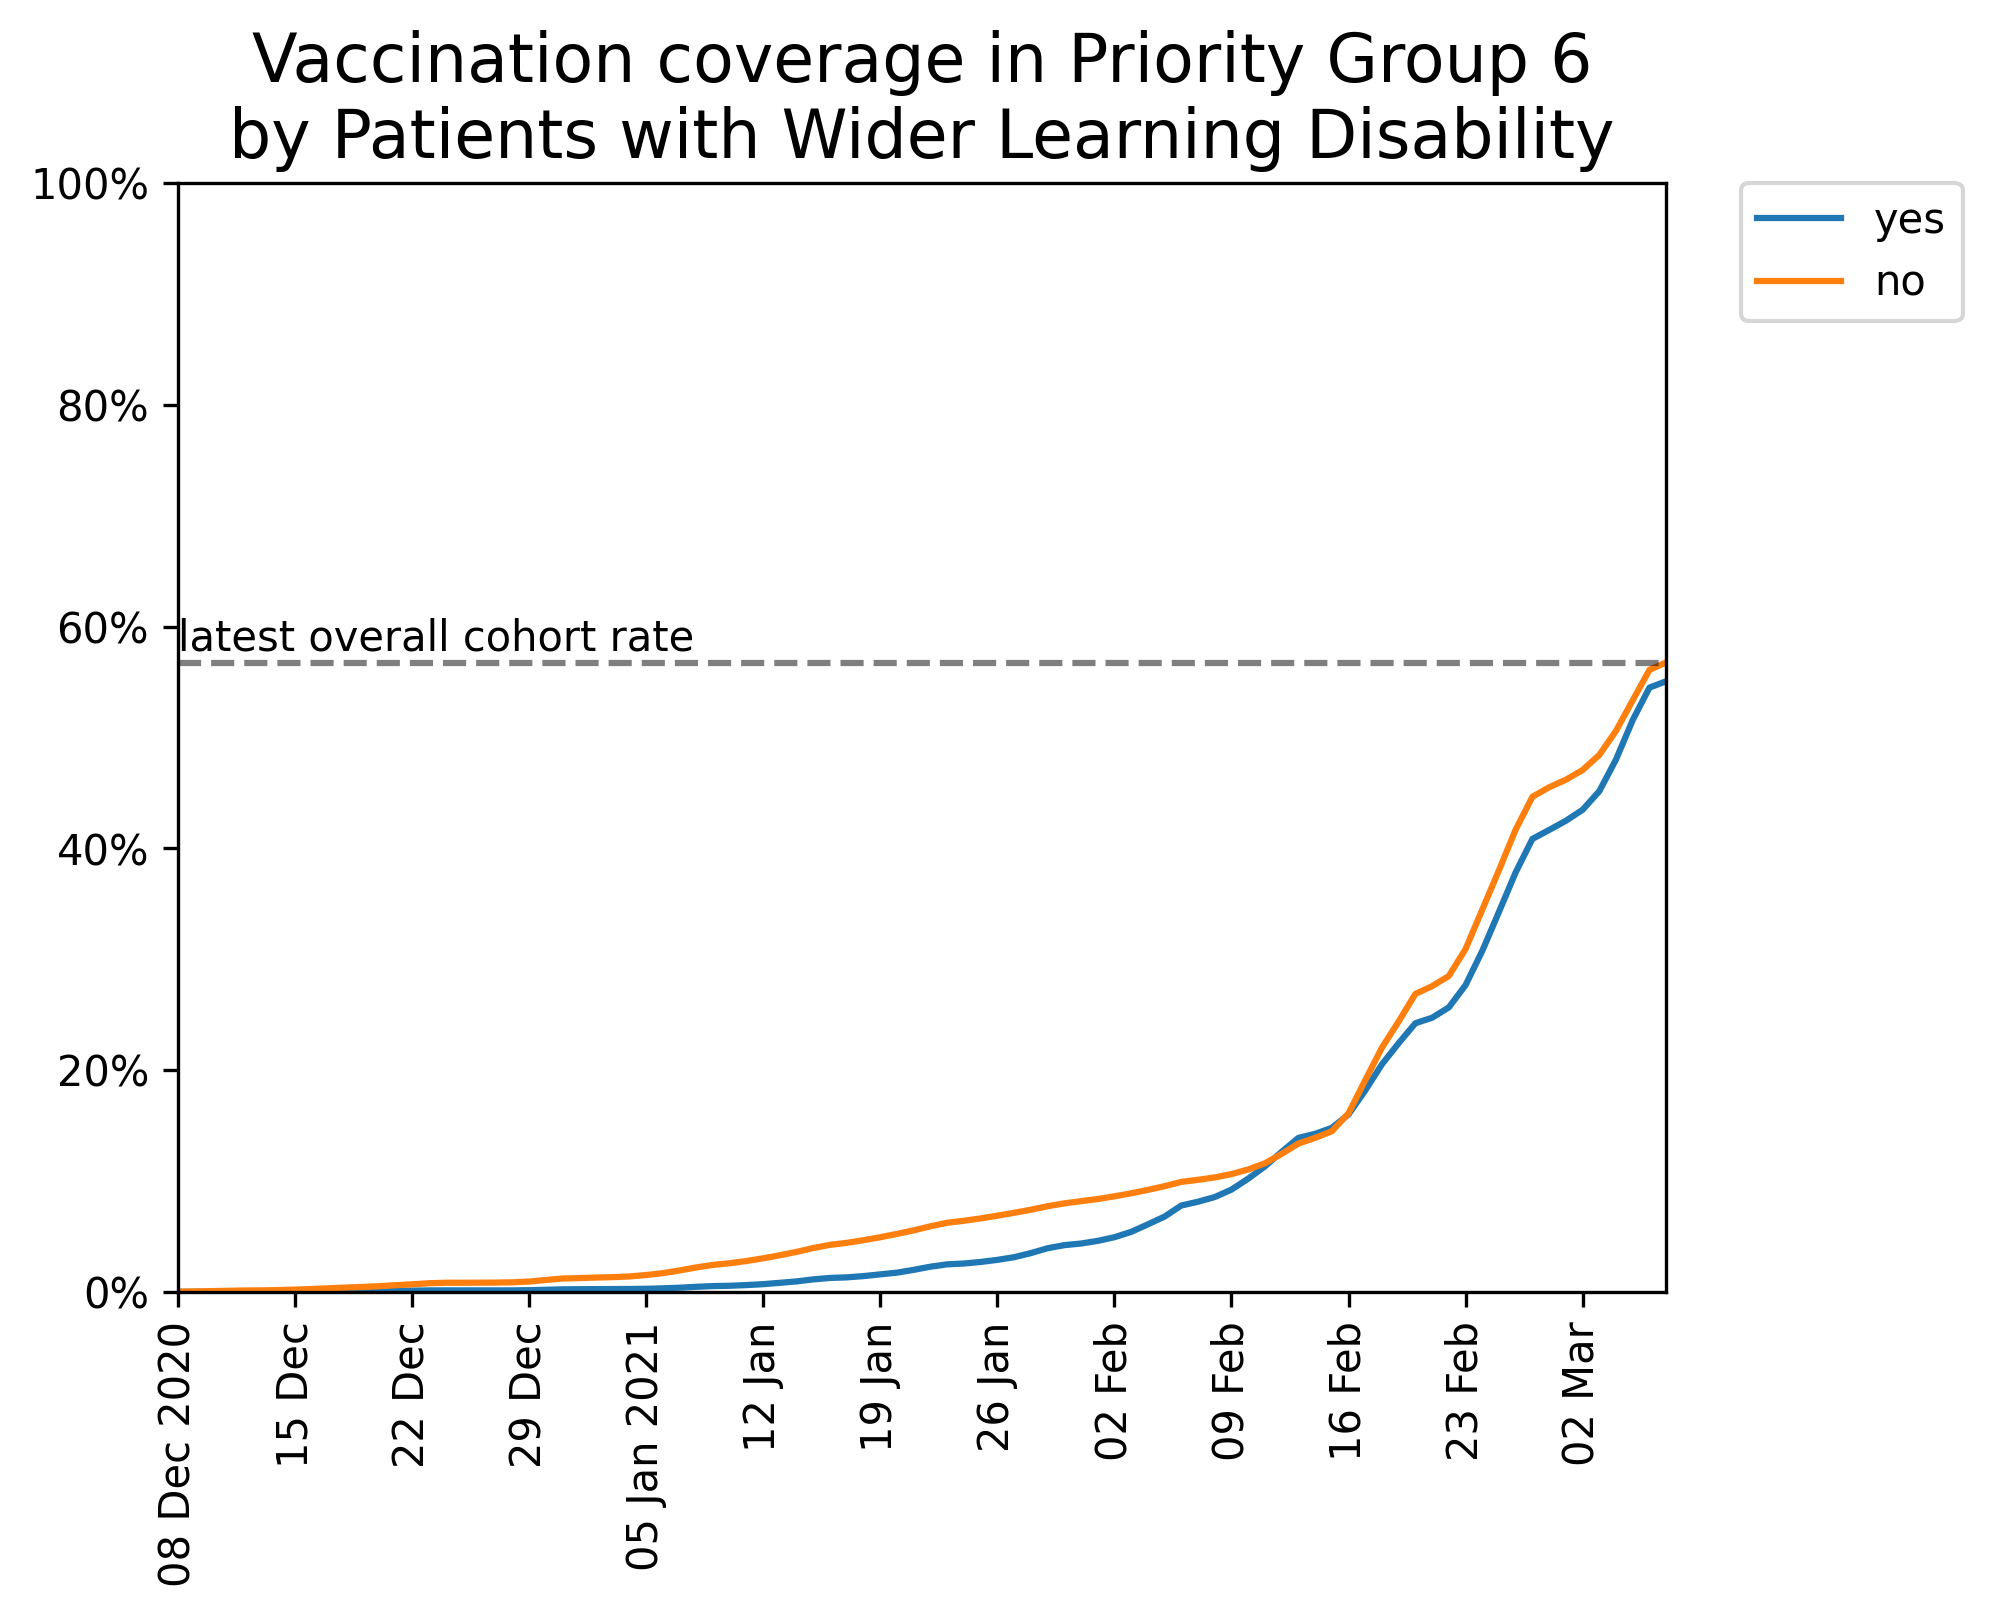 Vaccination coverage in Priority Group 6
by Patients with Wider Learning Disability
100%
80%
60%
40%
20%
0%
latest overall cohort rate
yes
no
08 Dec 2020
15 Dec
22 Dec
29 Dec
05 Jan 2021
12 Jan
19 Jan
26 Jan
02 Feb
09 Feb
16 Feb
23 Feb
02 Mar